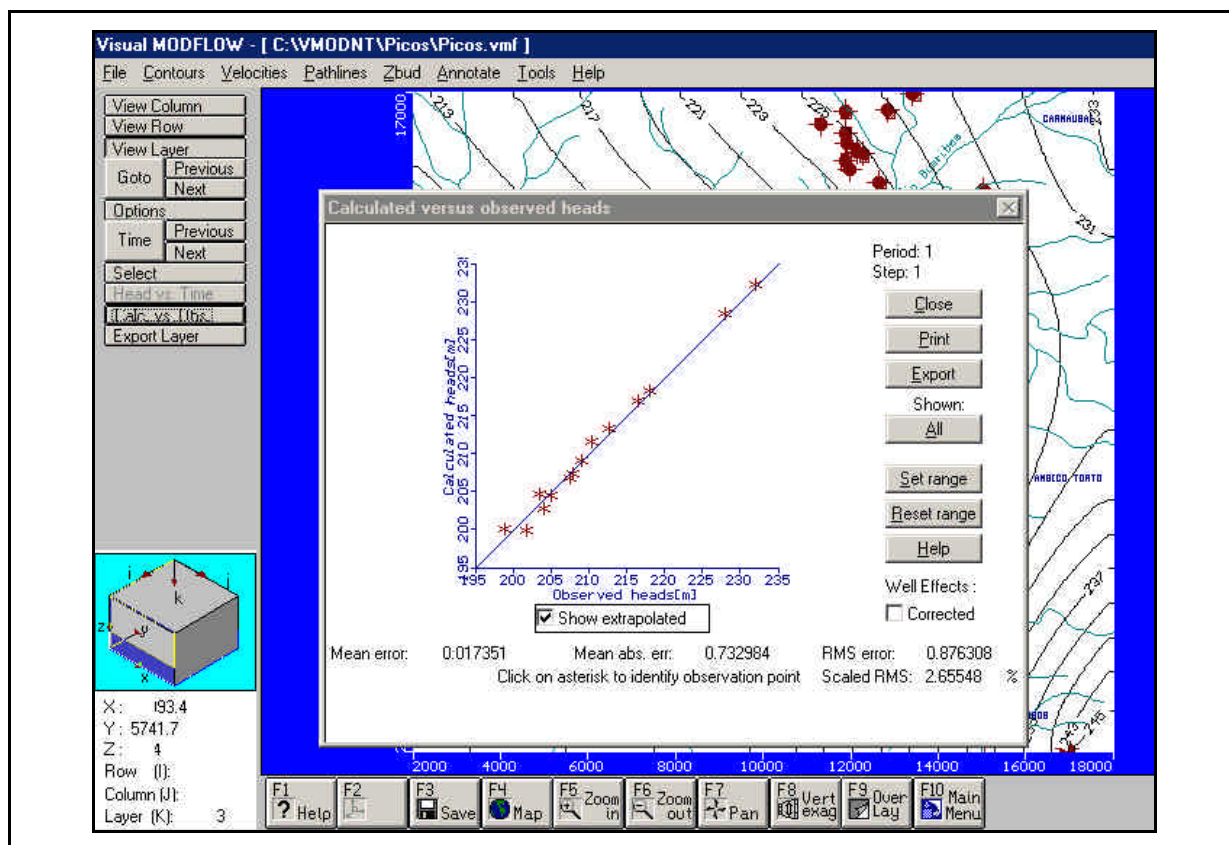 Visual MODFLOW - [ C:\VMODNT\Picos\Picos.vmf ]
File Contours Velocities Pathlines Zbud Annotate Tools Help
View Column
View Row
View Layer
Goto
Previous
Next
Options
Time
Previous
Next
Select
Head vs. Time
Calc. vs. Obs.
Export Layer
17000
213
217
221
223
225
233
CARNAUBA
231
Calculated versus observed heads
Period: 1
Step: 1
Close
Print
Export
Shown:
All
Set range
Reset range
Help
Well Effects :
Corrected
Calculated heads[m]
195 200 205 210 215 220 225 230 235
195 200 205 210 215 220 225 230 235
Observed heads[m]
Show extrapolated
Mean error: 0.017351 Mean abs. err: 0.732984 RMS error: 0.876308
Click on asterisk to identify observation point Scaled RMS: 2.65548 %
AMBICO TORTO
237
243
245
i
j
k
z
y
x
X : 193.4
Y : 5741.7
Z : 4
Row (I):
Column (J):
Layer (K): 3
2000 4000 6000 8000 10000 12000 14000 16000 18000
F1 ? Help
F2
F3 Save
F4 Map
F5 Zoom in
F6 Zoom out
F7 Pan
F8 Vert exag
F9 Over Lay
F10 Main Menu